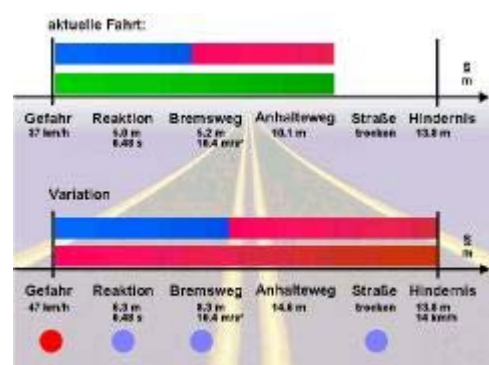 aktuelle Fahrt:
s
m
Gefahr Reaktion Bremsweg Anhalteweg Straße Hindernis
37 km/h 5.0 m 5.2 m 10.1 m trocken 13.8 m
0.48 s 10.4 m/s²
Variation
s
m
Gefahr Reaktion Bremsweg Anhalteweg Straße Hindernis
47 km/h 6.3 m 8.3 m 14.6 m trocken 13.8 m
0.48 s 10.4 m/s² 14 km/h